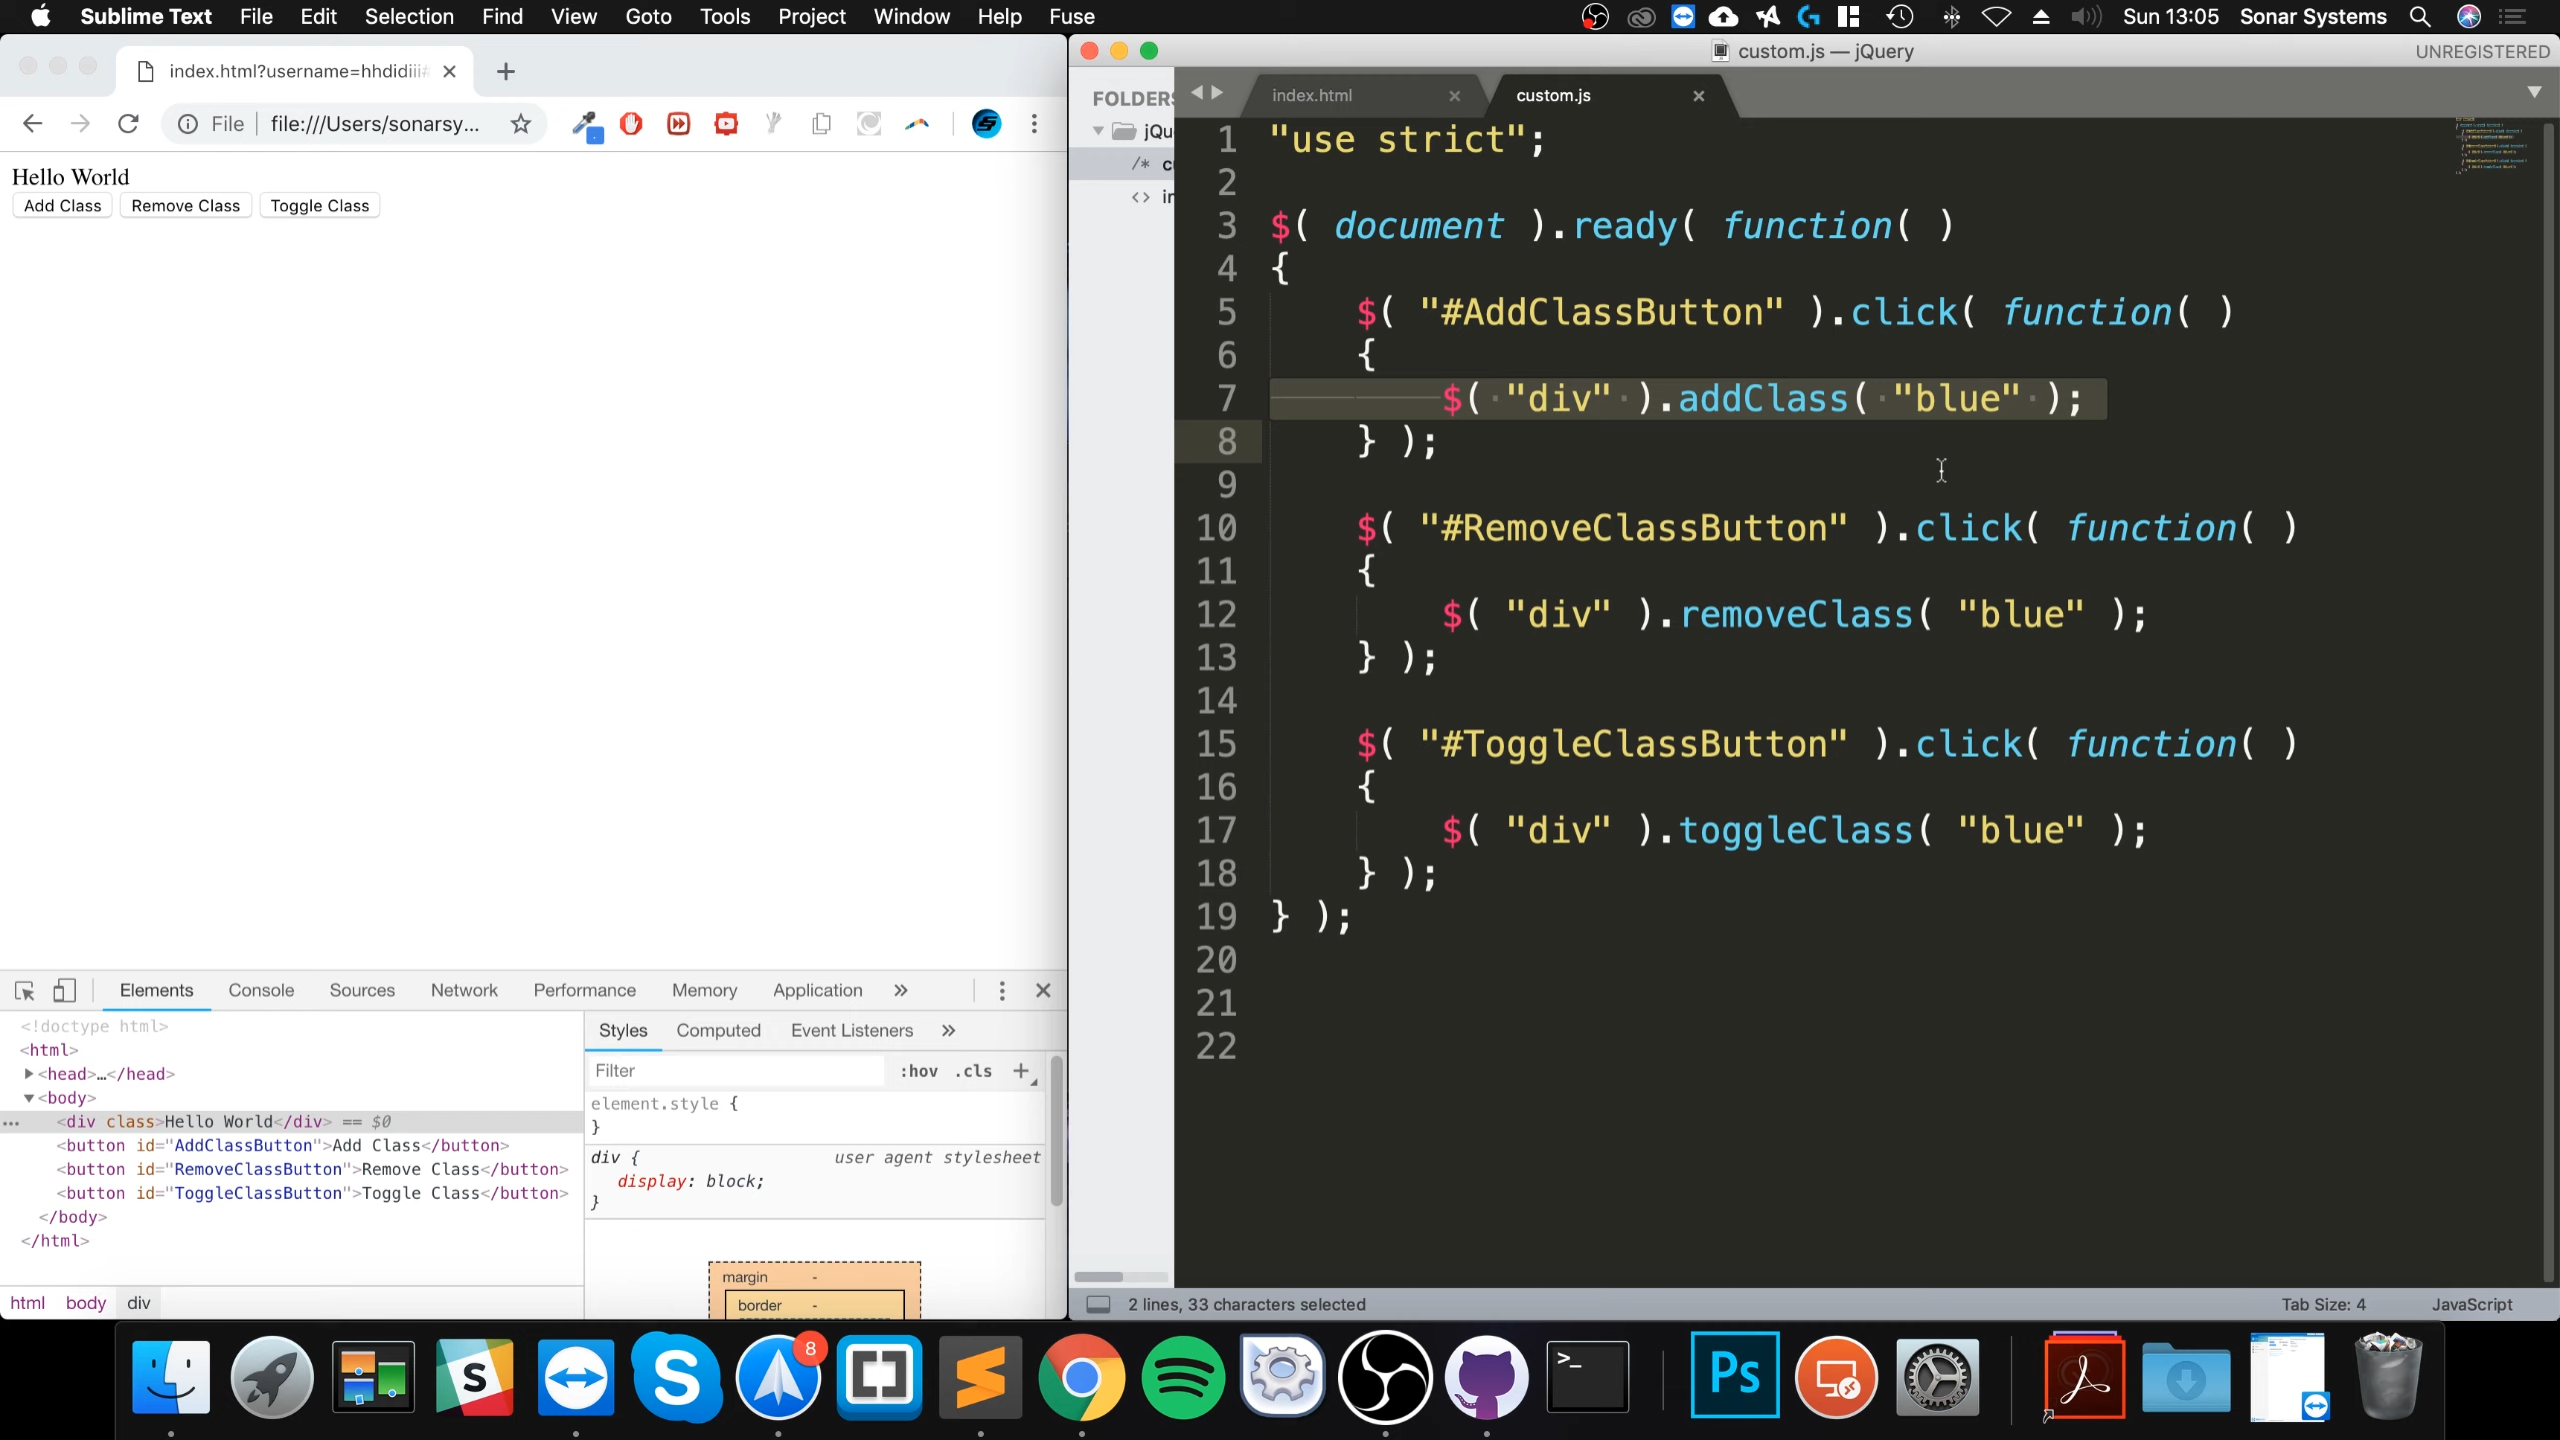 Sublime Text File Edit Selection Find View Goto Tools Project Window Help Fuse Sun 13:05 Sonar Systems
index.html?username=hhdidiii#
File file:///Users/sonarsy...
Hello World
Add Class Remove Class Toggle Class
custom.js — jQuery UNREGISTERED
FOLDERS
jQu
/* cu
<> in
index.html custom.js
1 "use strict";
2
3 $( document ).ready( function( )
4 {
5 $( "#AddClassButton" ).click( function( )
6 {
7 $( "div" ).addClass( "blue" );
8 } );
9
10 $( "#RemoveClassButton" ).click( function( )
11 {
12 $( "div" ).removeClass( "blue" );
13 } );
14
15 $( "#ToggleClassButton" ).click( function( )
16 {
17 $( "div" ).toggleClass( "blue" );
18 } );
19 } );
20
21
22
Elements Console Sources Network Performance Memory Application »
<!doctype html>
<html>
<head>…</head>
<body>
<div class>Hello World</div> == $0
<button id="AddClassButton">Add Class</button>
<button id="RemoveClassButton">Remove Class</button>
<button id="ToggleClassButton">Toggle Class</button>
</body>
</html>
html body div
Styles Computed Event Listeners »
Filter :hov .cls +
element.style {
}
div { user agent stylesheet
display: block;
}
margin -
border -
2 lines, 33 characters selected Tab Size: 4 JavaScript
S
8
>_
Ps